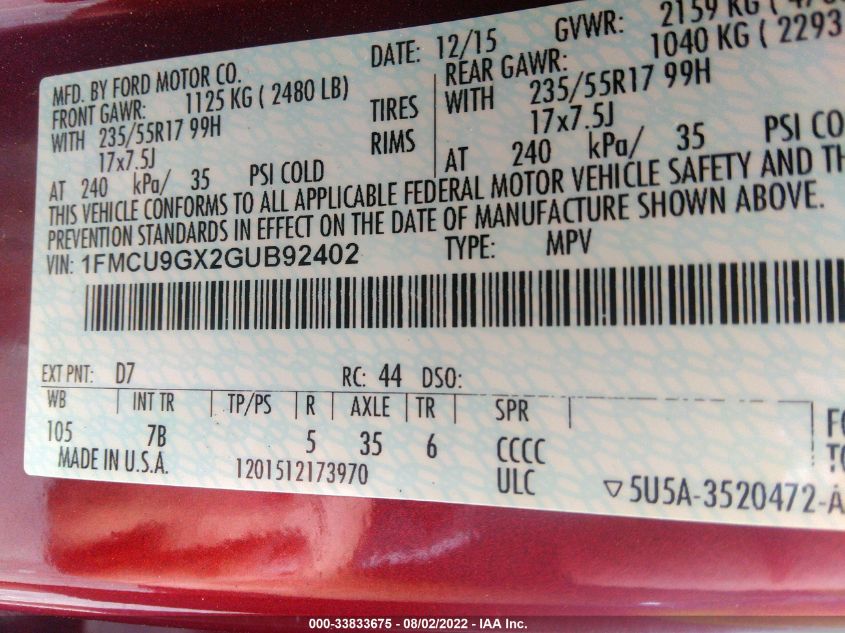 MFD. BY FORD MOTOR CO. DATE: 12/15 GVWR: 2159 KG
FRONT GAWR: 1125 KG ( 2480 LB) REAR GAWR: 1040 KG ( 2293
WITH 235/55R17 99H TIRES WITH 235/55R17 99H
17x7.5J RIMS 17x7.5J
AT 240 kPa/ 35 PSI COLD AT 240 kPa/ 35 PSI CO
THIS VEHICLE CONFORMS TO ALL APPLICABLE FEDERAL MOTOR VEHICLE SAFETY AND TH
PREVENTION STANDARDS IN EFFECT ON THE DATE OF MANUFACTURE SHOWN ABOVE.
VIN: 1FMCU9GX2GUB92402 TYPE: MPV
EXT PNT: D7 RC: 44 DSO:
WB INT TR TP/PS R AXLE TR SPR
105 7B 5 35 6 CCCC
MADE IN U.S.A. 1201512173970 ULC ▽5U5A-3520472-A
000-33833675 - 08/02/2022 - IAA Inc.